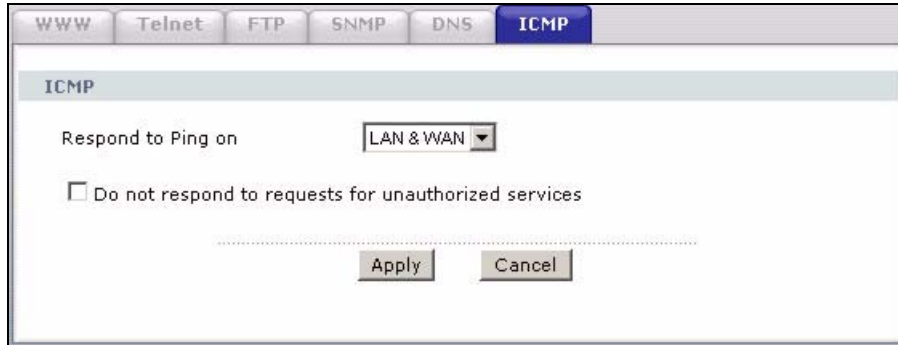 WWW Telnet FTP SNMP DNS ICMP
ICMP
Respond to Ping on LAN & WAN
Do not respond to requests for unauthorized services
Apply Cancel